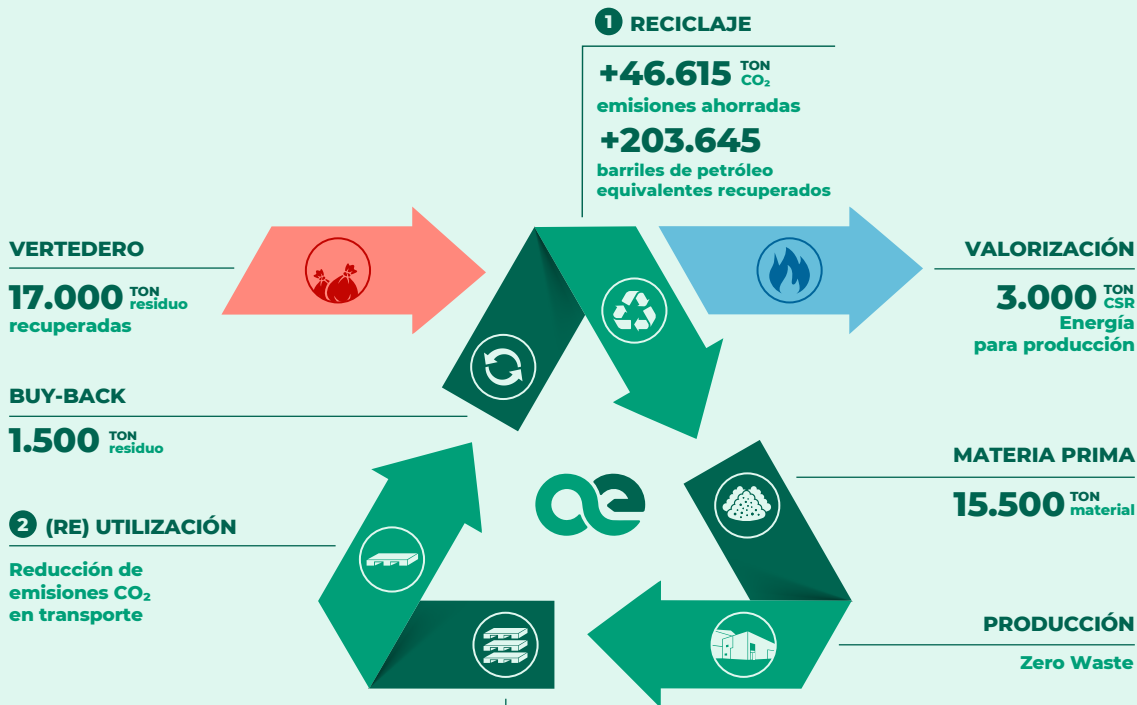 1 RECICLAJE
+46.615 TON CO₂
emisiones ahorradas
+203.645
barriles de petróleo
equivalentes recuperados
VERTEDERO
17.000 TON residuo
recuperadas
VALORIZACIÓN
3.000 TON CSR
Energía
para producción
BUY-BACK
1.500 TON residuo
MATERIA PRIMA
15.500 TON material
2 (RE) UTILIZACIÓN
Reducción de
emisiones CO₂
en transporte
PRODUCCIÓN
Zero Waste